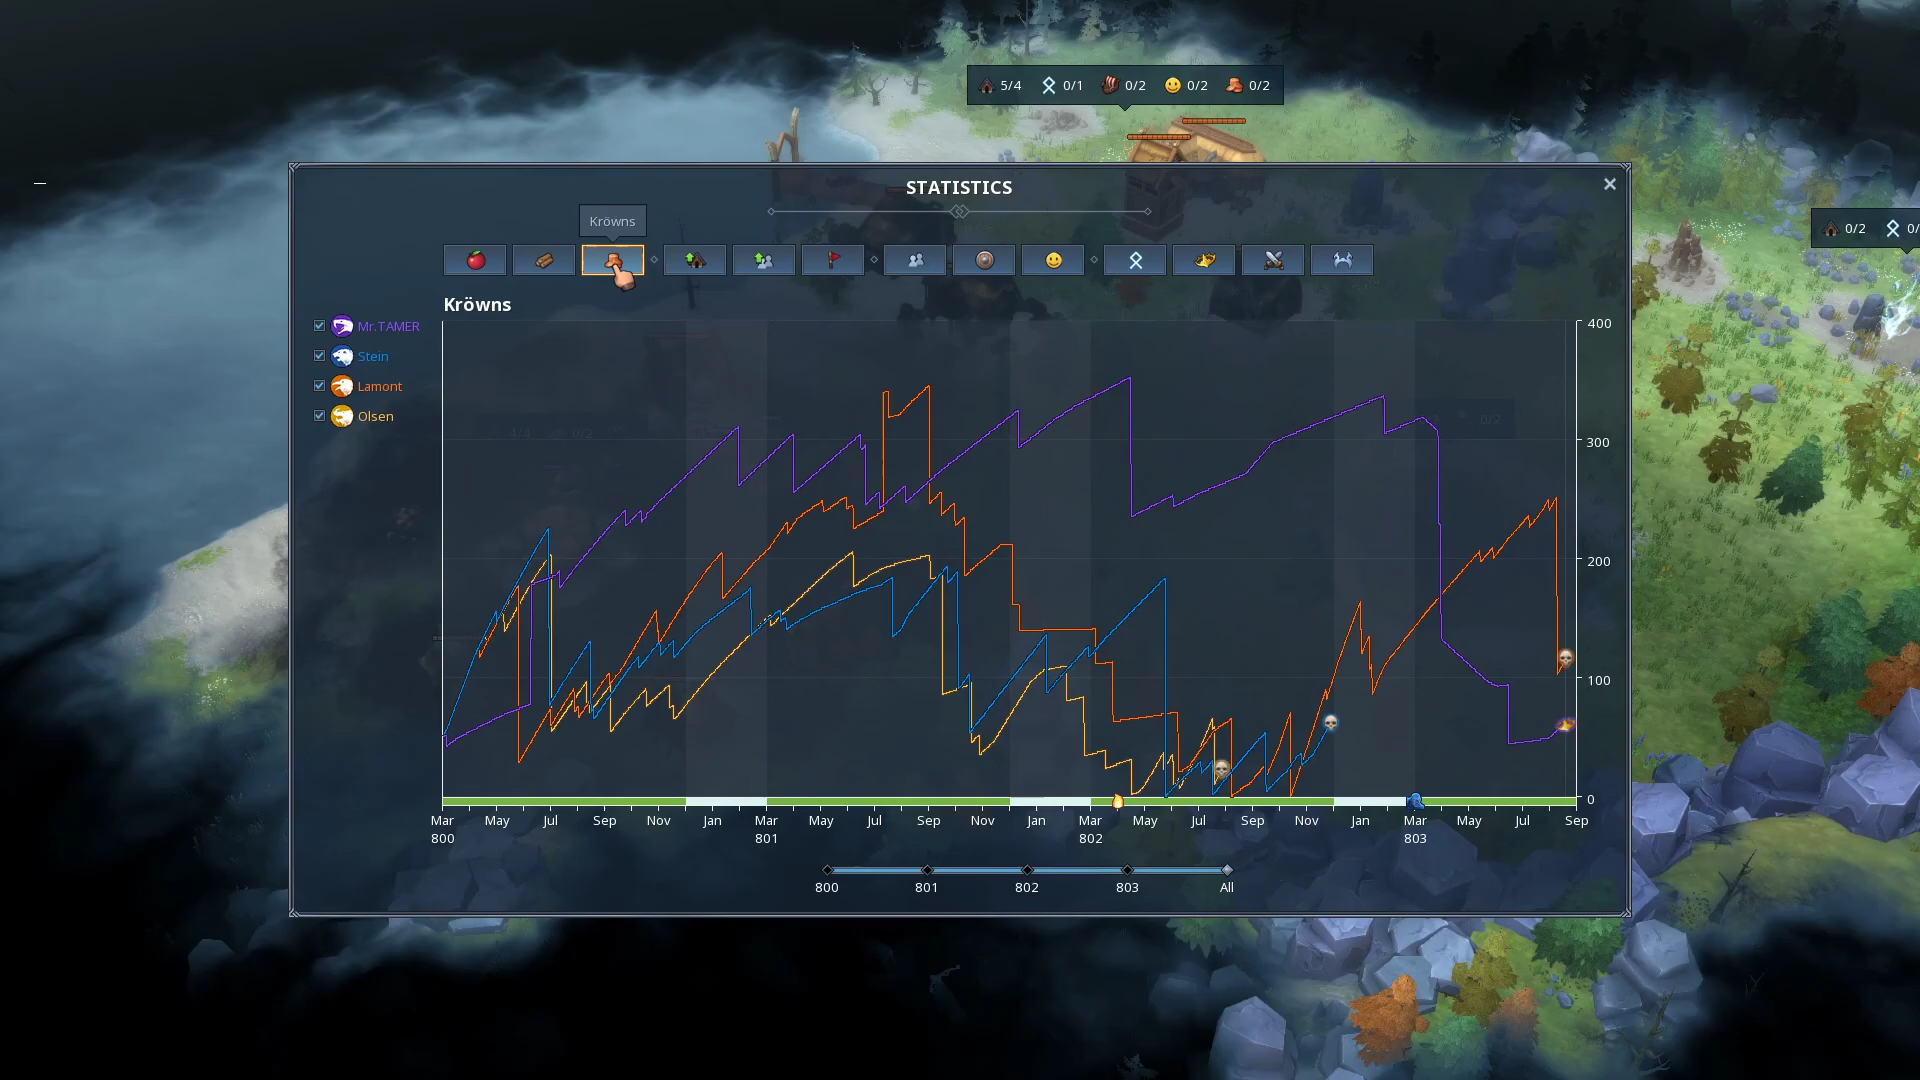 5/4 0/1 0/2 0/2 0/2
STATISTICS
Kröwns
0/2 0/
Kröwns
Mr.TAMER
Stein
Lamont
Olsen
400
300
200
100
0
Mar May Jul Sep Nov Jan Mar May Jul Sep Nov Jan Mar May Jul Sep Nov Jan Mar May Jul Sep
800 801 802 803
800 801 802 803 All